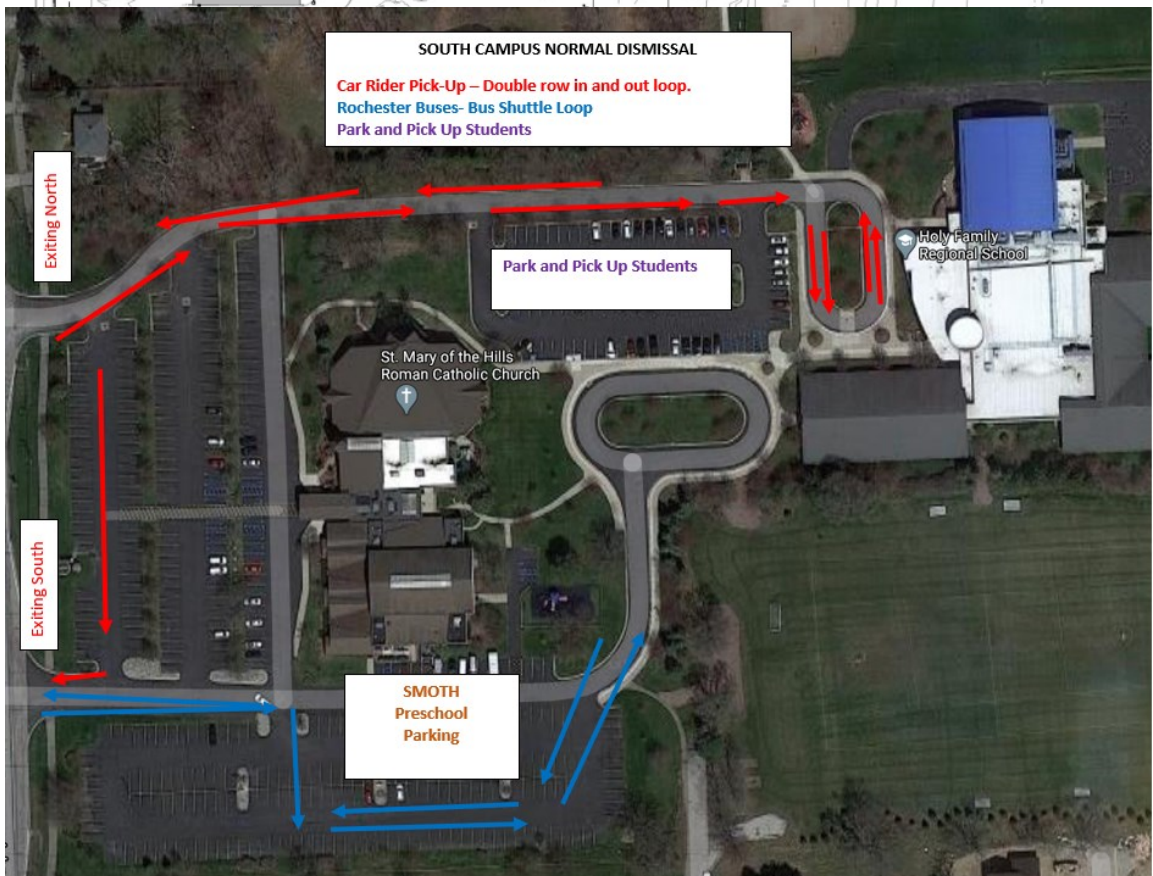 SOUTH CAMPUS NORMAL DISMISSAL
Car Rider Pick-Up – Double row in and out loop.
Rochester Buses- Bus Shuttle Loop
Park and Pick Up Students
Exiting North
Holy Family
Regional School
Park and Pick Up Students
St. Mary of the Hills
Roman Catholic Church
Exiting South
SMOTH
Preschool
Parking